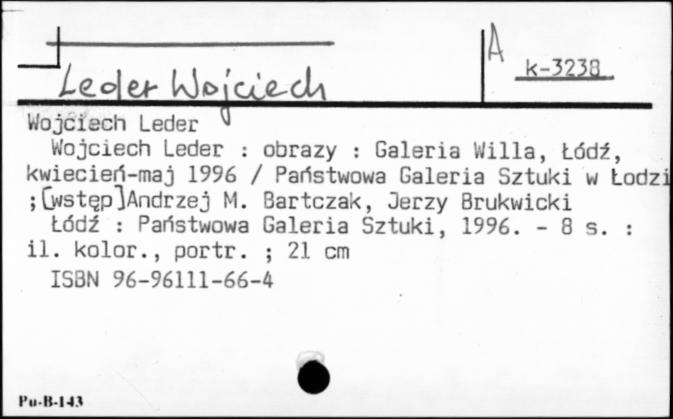 A
k-3238
Leder Wojciech
Wojciech Leder
Wojciech Leder : obrazy : Galeria Willa, Łódź,
kwiecień-maj 1996 / Państwowa Galeria Sztuki w Łodzi
;[wstęp]Andrzej M. Bartczak, Jerzy Brukwicki
Łódź : Państwowa Galeria Sztuki, 1996. - 8 s. :
il. kolor., portr. ; 21 cm
ISBN 96-96111-66-4
Pu-B-143